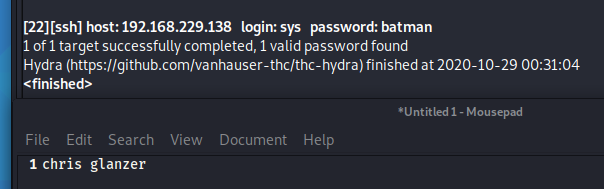 [22][ssh] host: 192.168.229.138 login: sys password: batman
1 of 1 target successfully completed, 1 valid password found
Hydra (https://github.com/vanhauser-thc/thc-hydra) finished at 2020-10-29 00:31:04
<finished>
*Untitled 1 - Mousepad
File Edit Search View Document Help
1 chris glanzer